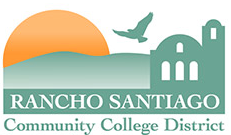 RANCHO SANTIAGO
Community College District